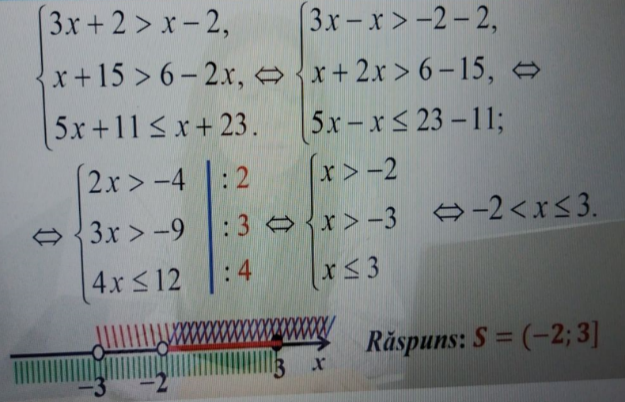 {3x + 2 > x − 2, {3x − x > −2 − 2,
{x + 15 > 6 − 2x, ⇔ {x + 2x > 6 − 15, ⇔
{5x + 11 ≤ x + 23. {5x − x ≤ 23 − 11;
{2x > −4 | : 2 {x > −2
⇔ {3x > −9 | : 3 ⇔ {x > −3 ⇔ −2 < x ≤ 3.
{4x ≤ 12 | : 4 {x ≤ 3
−3 −2 3 x
Răspuns: S = (−2; 3]